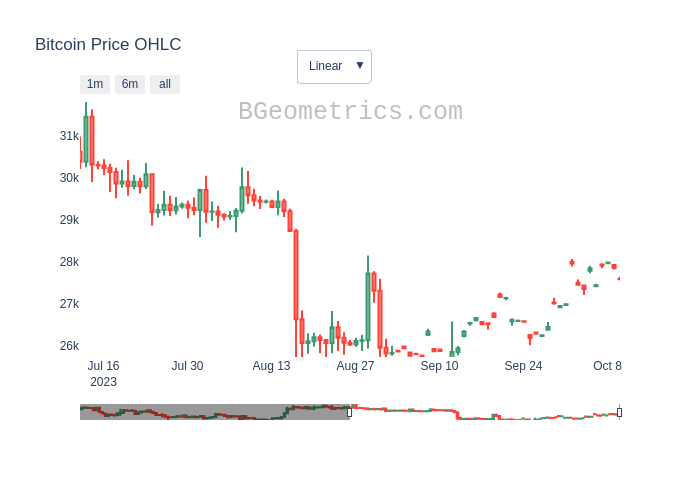 Bitcoin Price OHLC
Linear ▼
1m 6m all
BGeometrics.com
31k
30k
29k
28k
27k
26k
Jul 16 Jul 30 Aug 13 Aug 27 Sep 10 Sep 24 Oct 8
2023